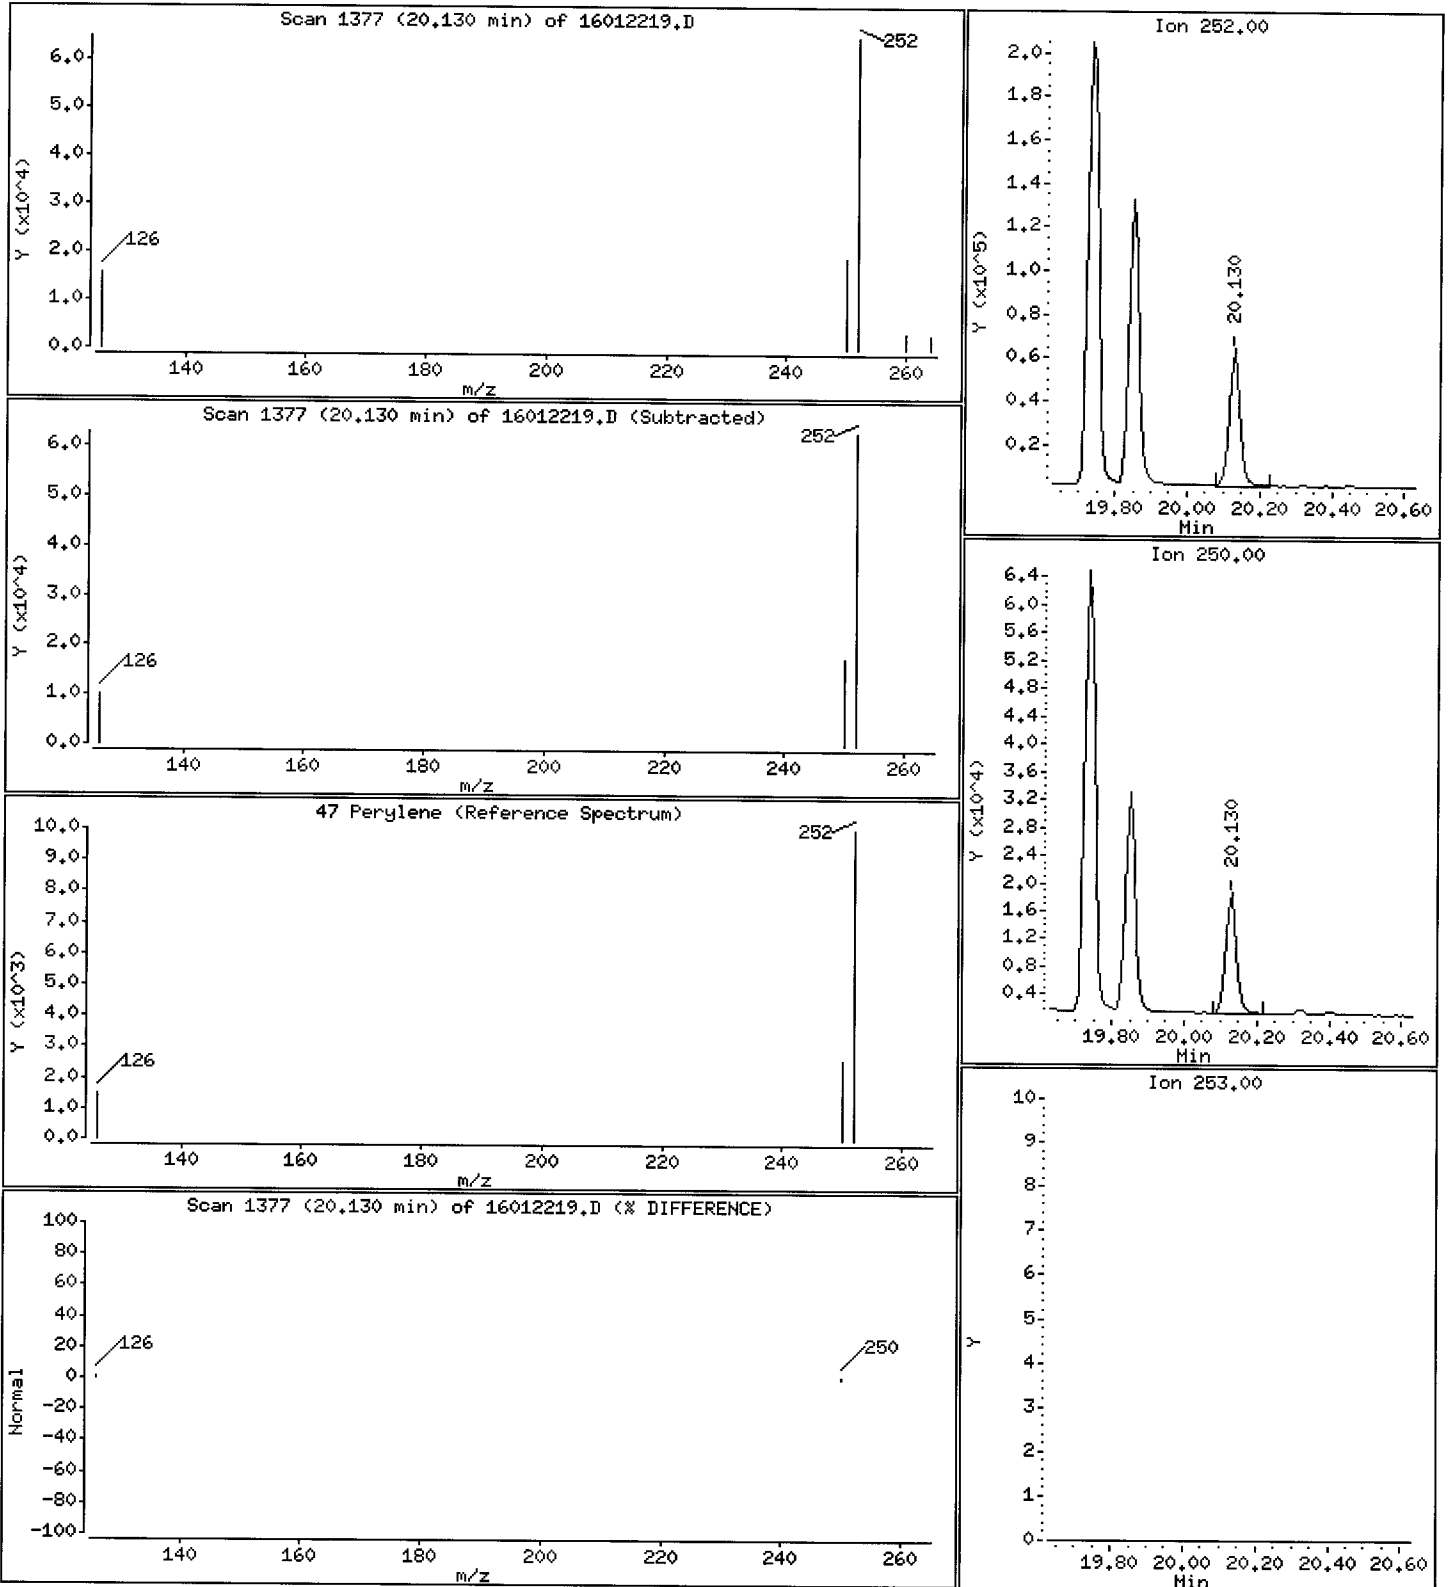 Scan 1377 (20.130 min) of 16012219.D
Y (x10^4)
6.0
5.0
4.0
3.0
2.0
1.0
0.0
126
252
140 160 180 200 220 240 260
m/z
Scan 1377 (20.130 min) of 16012219.D (Subtracted)
Y (x10^4)
6.0
5.0
4.0
3.0
2.0
1.0
0.0
126
252
140 160 180 200 220 240 260
m/z
47 Perylene (Reference Spectrum)
Y (x10^3)
10.0
9.0
8.0
7.0
6.0
5.0
4.0
3.0
2.0
1.0
0.0
126
252
140 160 180 200 220 240 260
m/z
Scan 1377 (20.130 min) of 16012219.D (% DIFFERENCE)
Normal
100
80
60
40
20
0
-20
-40
-60
-80
-100
126
250
140 160 180 200 220 240 260
m/z
Ion 252.00
Y (x10^5)
2.0
1.8
1.6
1.4
1.2
1.0
0.8
0.6
0.4
0.2
20.130
19.80 20.00 20.20 20.40 20.60
Min
Ion 250.00
Y (x10^4)
6.4
6.0
5.6
5.2
4.8
4.4
4.0
3.6
3.2
2.8
2.4
2.0
1.6
1.2
0.8
0.4
20.130
19.80 20.00 20.20 20.40 20.60
Min
Ion 253.00
Y
10
9
8
7
6
5
4
3
2
1
0
19.80 20.00 20.20 20.40 20.60
Min